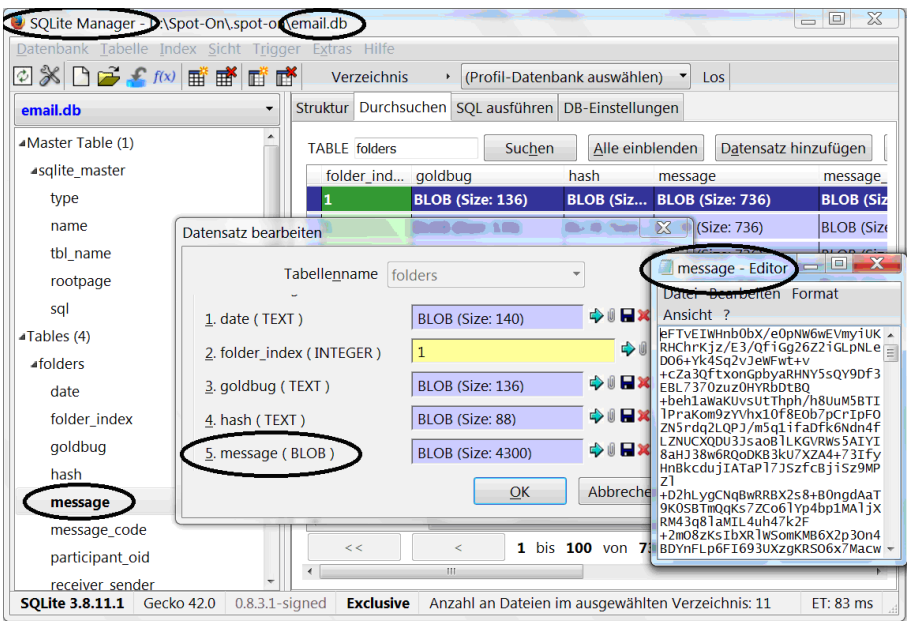 SQLite Manager - D:\Spot-On\.spot-on\email.db
Datenbank Tabelle Index Sicht Trigger Extras Hilfe
f(x) Verzeichnis (Profil-Datenbank auswählen) Los
email.db
Struktur Durchsuchen SQL ausführen DB-Einstellungen
Master Table (1)
sqlite_master
type
name
tbl_name
rootpage
sql
Tables (4)
folders
date
folder_index
goldbug
hash
message
message_code
participant_oid
receiver_sender
TABLE folders Suchen Alle einblenden Datensatz hinzufügen
folder_ind... goldbug hash message message_
1 BLOB (Size: 136) BLOB (Siz... BLOB (Size: 736) BLOB (Siz
(Size: 736) BLOB (Size
Datensatz bearbeiten
Tabellenname folders
1. date ( TEXT ) BLOB (Size: 140)
2. folder_index ( INTEGER ) 1
3. goldbug ( TEXT ) BLOB (Size: 136)
4. hash ( TEXT ) BLOB (Size: 88)
5. message ( BLOB ) BLOB (Size: 4300)
OK Abbreche
message - Editor
Datei Bearbeiten Format
Ansicht ?
eFTvEIWHnbObX/eOpNW6wEVmyiUK
RHChrKjz/E3/QfiGg26Z2iGLpNLe
DO6+Yk4Sq2vJeWFwt+v
+cZa3QftxonGpbyaRHNY5sQY9Df3
EBL7370zuz0HYRbDtBQ
+beh1aWaKUvsUtThph/h8UuM5BTI
lPraKom9zYVhx10f8EOb7pCrIpFO
ZN5rdq2LQPJ/m5q1ifaDfk6Ndn4f
LZNUCXQDU3JsaoBlLKGVRWs5AIYI
8aHJ38w6RQoDKB3kU7XZA4+73Ify
HnBkcdujIATaPl7JSzfcBjiSz9MP
Zl
+D2hLygCNqBwRRBX2s8+B0ngdAaT
9K0SBTmQqKs7ZCo6lYp4bp1MAljX
RM43q8laMIL4uh47k2F
+2mO8zKsIbXRlWSomKMB6X2p3On4
BDYnFLp6FI693UXzgKRSO6x7Macw
<< < 1 bis 100 von 73
SQLite 3.8.11.1 Gecko 42.0 0.8.3.1-signed Exclusive Anzahl an Dateien im ausgewählten Verzeichnis: 11 ET: 83 ms